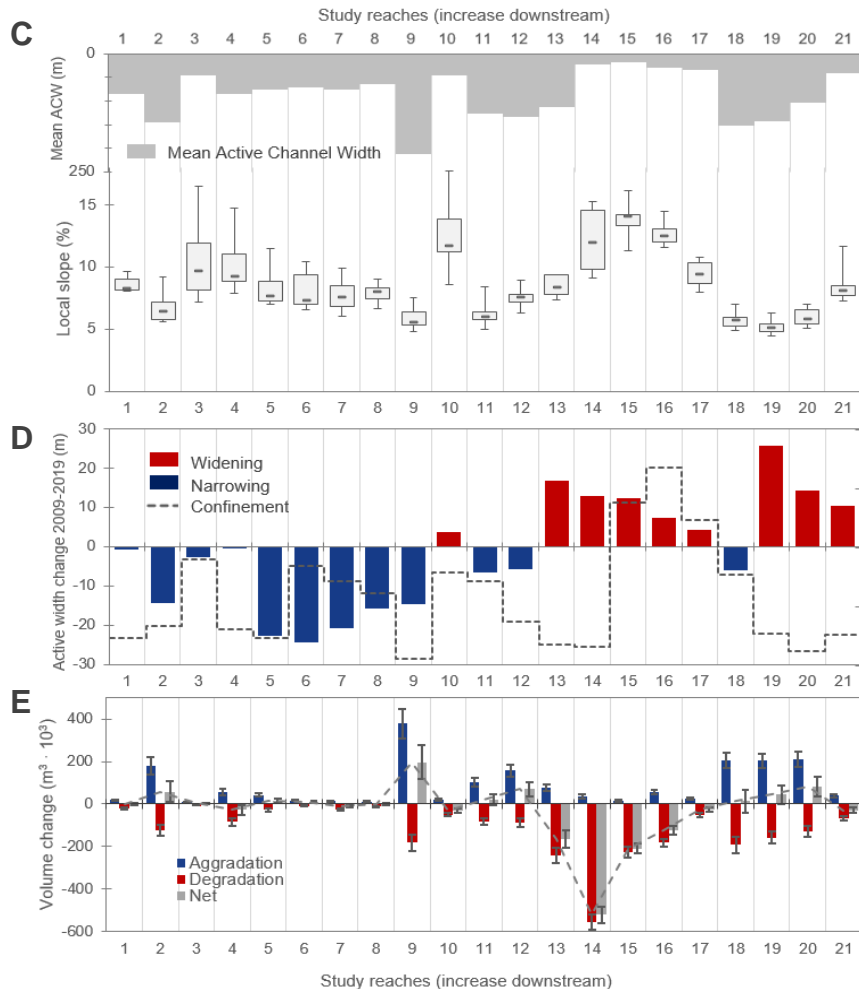 Study reaches (increase downstream)
C
1 2 3 4 5 6 7 8 9 10 11 12 13 14 15 16 17 18 19 20 21
0
Mean ACW (m)
Mean Active Channel Width
250
15
Local slope (%)
10
5
0
1 2 3 4 5 6 7 8 9 10 11 12 13 14 15 16 17 18 19 20 21
D
30
Active width change 2009-2019 (m)
Widening
20
Narrowing
10
Confinement
0
-10
-20
-30
1 2 3 4 5 6 7 8 9 10 11 12 13 14 15 16 17 18 19 20 21
E
Volume change (m³ · 10³)
400
200
0
-200
Aggradation
Degradation
-400
Net
-600
1 2 3 4 5 6 7 8 9 10 11 12 13 14 15 16 17 18 19 20 21
Study reaches (increase downstream)